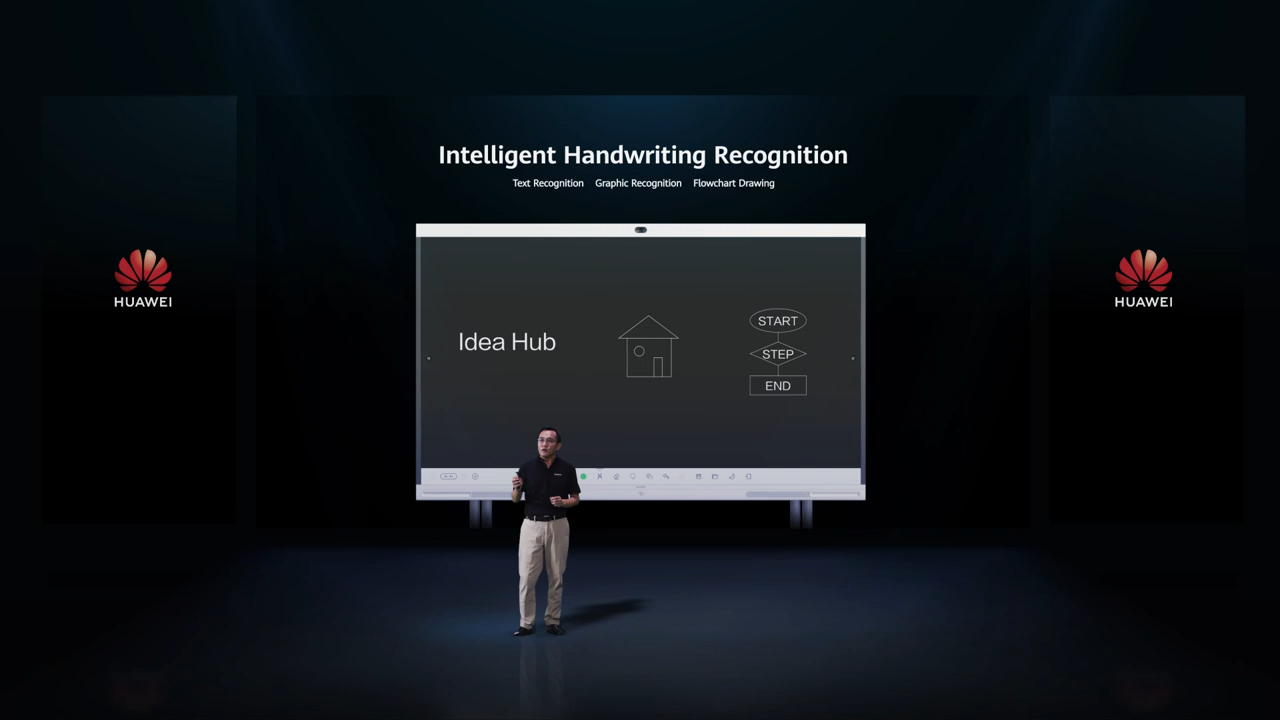 Intelligent Handwriting Recognition
Text Recognition Graphic Recognition Flowchart Drawing
HUAWEI
Idea Hub
START
STEP
END
HUAWEI